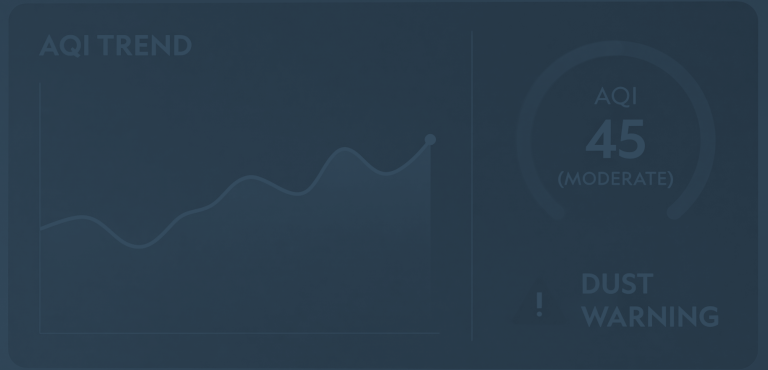 AQI TREND
AQI
45
(MODERATE)
!
DUST
WARNING